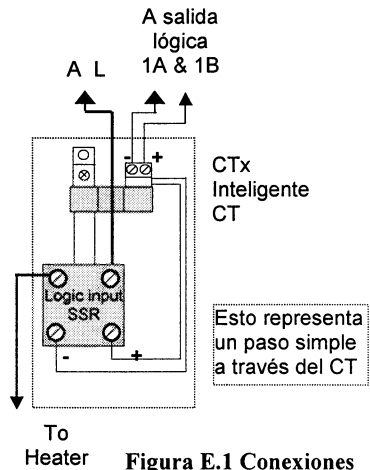 A salida
lógica
1A & 1B
A L
- +
CTx
Inteligente
CT
Logic input
SSR
- +
Esto representa
un paso simple
a través del CT
To
Heater
Figura E.1 Conexiones